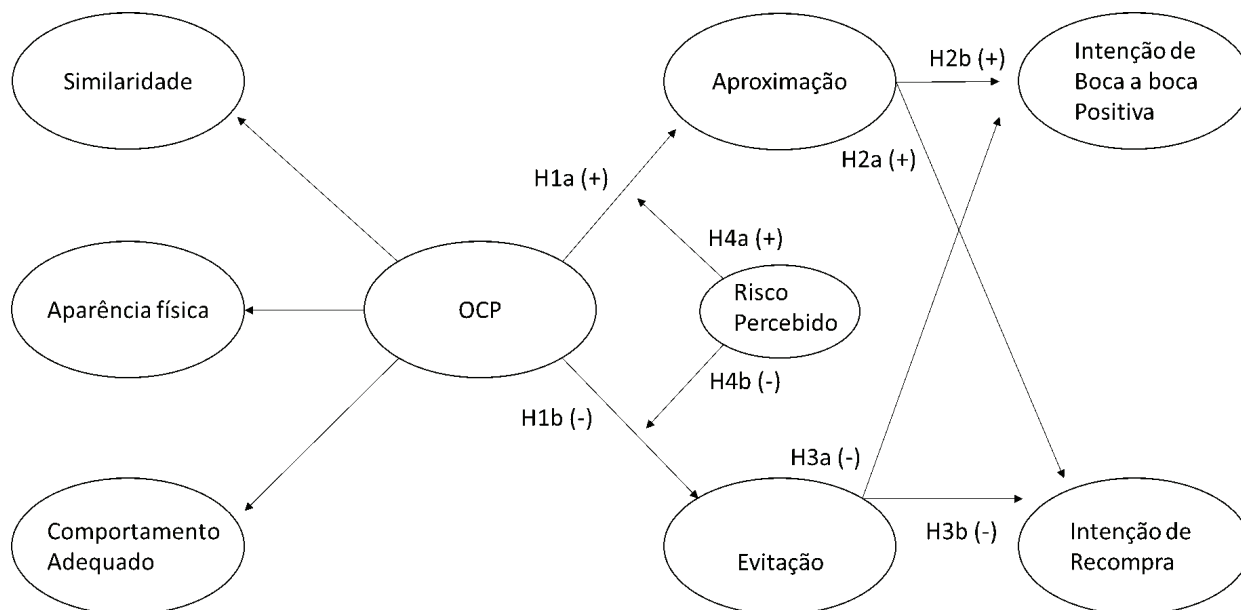 Similaridade
Aproximação
H2b (+)
Intenção de
Boca a boca
Positiva
H2a (+)
H1a (+)
H4a (+)
Aparência física
OCP
Risco
Percebido
H4b (-)
H1b (-)
H3a (-)
Comportamento
Adequado
Evitação
H3b (-)
Intenção de
Recompra